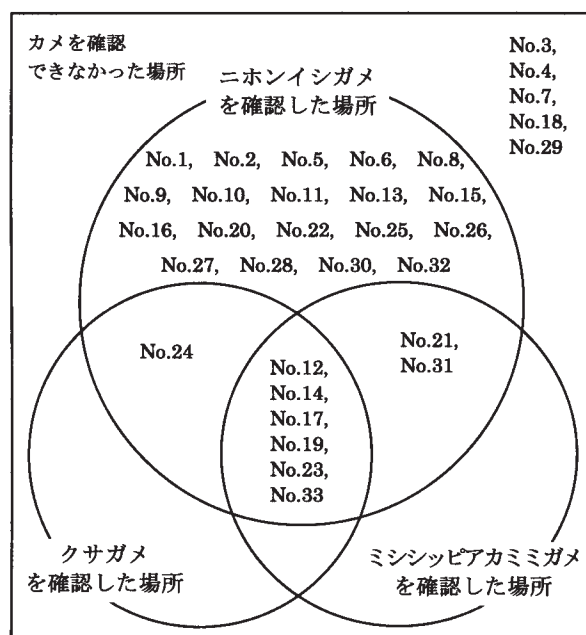 カメを確認
できなかった場所
No.3,
No.4,
No.7,
No.18,
No.29
ニホンイシガメ
を確認した場所
No.1, No.2, No.5, No.6, No.8,
No.9, No.10, No.11, No.13, No.15,
No.16, No.20, No.22, No.25, No.26,
No.27, No.28, No.30, No.32
No.24
No.12,
No.14,
No.17,
No.19,
No.23,
No.33
No.21,
No.31
クサガメ
を確認した場所
ミシシッピアカミミガメ
を確認した場所